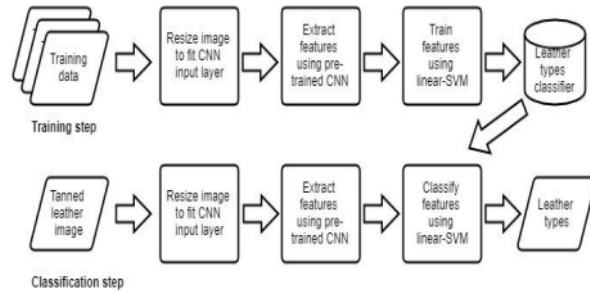 Training
data
Resize image
to fit CNN
input layer
Extract
features
using pre-
trained CNN
Train
features
using
linear-SVM
Leather
types
classifier
Training step
Tanned
leather
image
Resize image
to fit CNN
input layer
Extract
features
using pre-
trained CNN
Classify
features
using
linear-SVM
Leather
types
Classification step